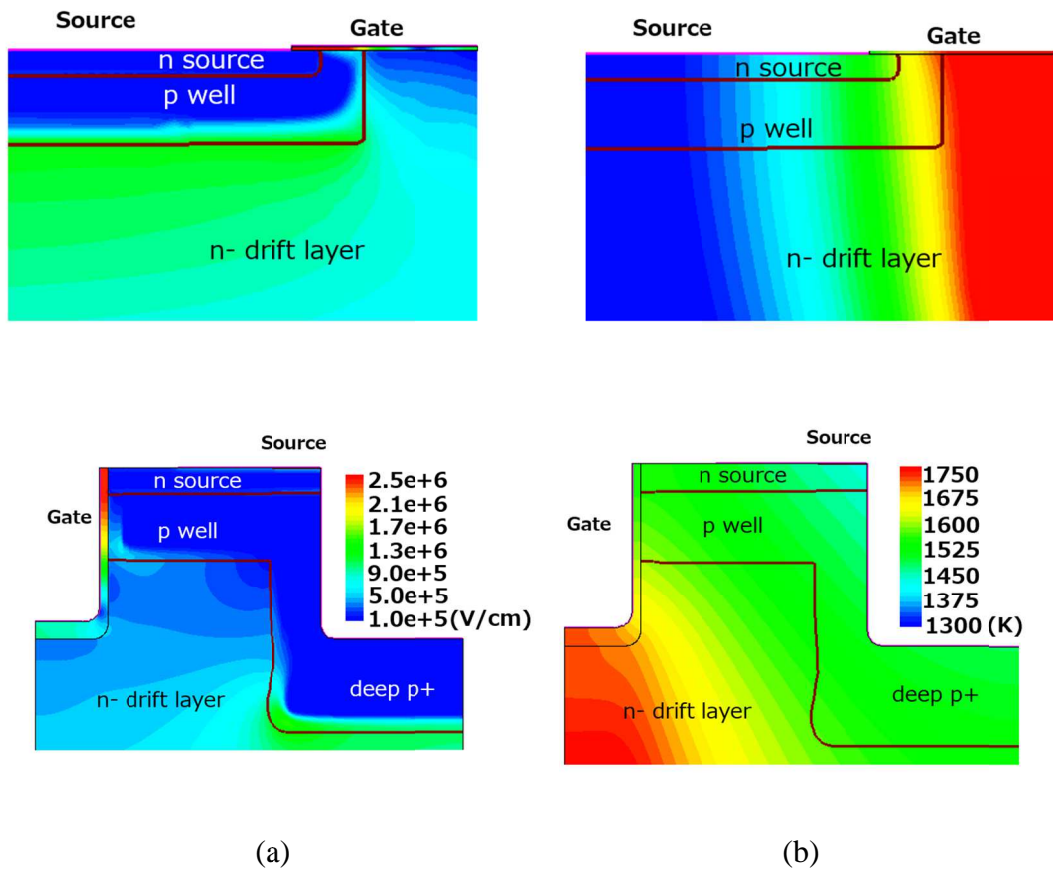 Source
Gate
n source
p well
n- drift layer
Source
Gate
n source
p well
n- drift layer
Source
n source
Gate
p well
n- drift layer
deep p+
2.5e+6
2.1e+6
1.7e+6
1.3e+6
9.0e+5
5.0e+5
1.0e+5(V/cm)
Source
n source
Gate
p well
n- drift layer
deep p+
1750
1675
1600
1525
1450
1375
1300 (K)
(a)
(b)